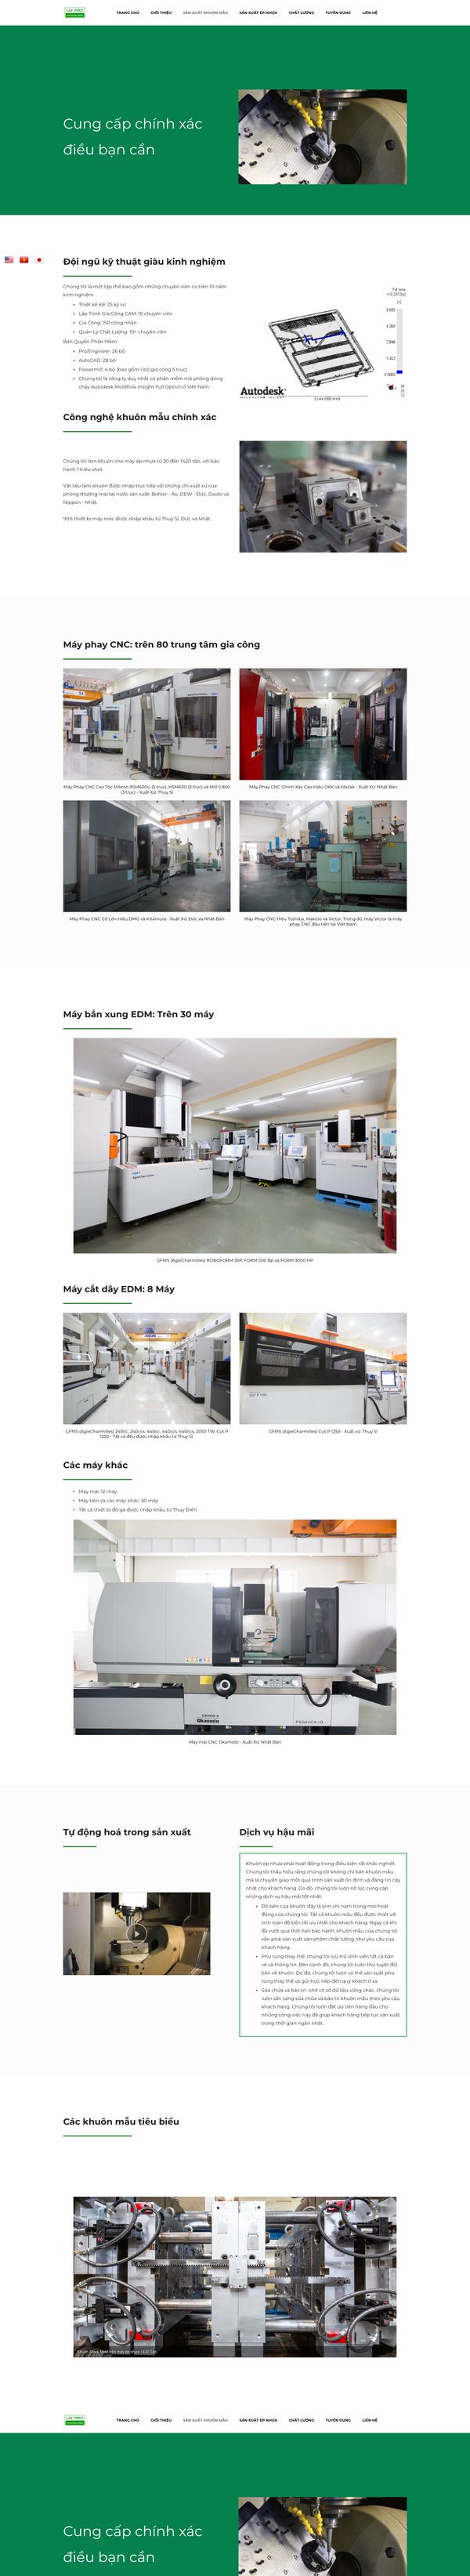 LAP PHUC
TRANG CHỦ GIỚI THIỆU SẢN XUẤT KHUÔN MẪU SẢN XUẤT ÉP NHỰA CHẤT LƯỢNG TUYỂN DỤNG LIÊN HỆ
Cung cấp chính xác
điều bạn cần
Đội ngũ kỹ thuật giàu kinh nghiệm
Chúng tôi là một tập thể bao gồm những chuyên viên có trên 10 năm
kinh nghiệm.
Thiết kế Kế: 25 kỹ sư
Lập Trình Gia Công CAM: 10 chuyên viên
Gia Công: 150 công nhân
Quản Lý Chất Lượng: 10+ chuyên viên
Bản Quyền Phần Mềm
Pro/Engineer: 26 bộ
AutoCAD: 28 bộ
Powermill: 4 bộ (bao gồm 1 bộ gia công 5 trục)
Chúng tôi là công ty duy nhất có phần mềm mô phỏng dòng
chảy Autodesk Moldflow Insight Full Option ở Việt Nam
Fill time
[s]
Autodesk
Công nghệ khuôn mẫu chính xác
Chúng tôi làm khuôn cho máy ép nhựa từ 30 đến 1420 tấn, với bảo
hành 1 triệu shot.
Vật liệu làm khuôn được nhập trực tiếp với chứng chỉ xuất xứ của
phòng thương mại tại nước sản xuất: Bohler - Áo, DEW - Đức, Daido và
Nippon - Nhật.
90% thiết bị máy móc được nhập khẩu từ Thuỵ Sĩ, Đức và Nhật.
Máy phay CNC: trên 80 trung tâm gia công
Máy Phay CNC Cao Tốc Mikron XSM600U (5 trục), HSM600 (3 trục) và Mill S 800
(3 trục) - Xuất Xứ: Thuỵ Sĩ
Máy Phay CNC Chính Xác Cao Hiệu OKK và Mazak - Xuất Xứ: Nhật Bản
Máy Phay CNC Cỡ Lớn Hiệu DMG và Kitamura - Xuất Xứ: Đức và Nhật Bản
Máy Phay CNC Hiệu Toshiba, Makino và Victor. Trong đó, máy Victor là máy
phay CNC đầu tiên tại Việt Nam
Máy bắn xung EDM: Trên 30 máy
GFMS (AgieCharmilles) ROBOFORM 35P, FORM 200 8p và FORM 3000 HP
Máy cắt dây EDM: 8 Máy
GFMS (AgieCharmilles) 240cc, 240ccs, 440cc, 440ccs, 640ccs, 2050 TW, Cut P
1250 - Tất cả đều được nhập khẩu từ Thuỵ Sĩ.
GFMS (AgieCharmilles) Cut P 1250 - Xuất xứ: Thuỵ Sĩ
Các máy khác
Máy mài: 12 máy
Máy tiện và các máy khác: 30 máy
Tất cả thiết bị đồ gá được nhập khẩu từ Thuỵ Điển
Okamoto
Máy mài CNC Okamoto - Xuất Xứ: Nhật Bản
Tự động hoá trong sản xuất
Dịch vụ hậu mãi
Khuôn ép nhựa phải hoạt động trong điều kiện rất khắc nghiệt.
Chúng tôi thấu hiểu rằng chúng tôi không chỉ bán khuôn mẫu
mà là chuyển giao một quá trình sản xuất ổn định và đáng tin cậy
nhất cho khách hàng. Do đó, chúng tôi luôn nỗ lực cung cấp
những dịch vụ hậu mãi tốt nhất:
Độ bền của khuôn: đây là kim chỉ nam trong mọi hoạt
động của chúng tôi. Tất cả khuôn mẫu đều được thiết với
tính toán độ bền tối ưu nhất cho khách hàng. Ngay cả khi
đã vượt quá thời hạn bảo hành, khuôn mẫu của chúng tôi
vẫn phải sản xuất sản phẩm chất lượng như yêu cầu của
khách hàng.
Phụ tùng thay thế: chúng tôi lưu trữ vĩnh viễn tất cả bản
vẽ và thông tin. Bên cạnh đó, chúng tôi tuân thủ tuyệt đối
bản vẽ khuôn. Do đó, chúng tôi luôn có thể sản xuất phụ
tùng thay thế và gửi trực tiếp đến quý khách ở xa.
Sửa chữa và bảo trì: nhờ cơ sở dữ liệu vững chắc, chúng tôi
luôn sẵn sàng sửa chữa và bảo trì khuôn mẫu theo yêu cầu
khách hàng. Chúng tôi luôn đặt ưu tiên hàng đầu cho
những công việc này để giúp khách hàng tiếp tục sản xuất
trong thời gian ngắn nhất.
Các khuôn mẫu tiêu biểu
LAP PHUC
TRANG CHỦ GIỚI THIỆU SẢN XUẤT KHUÔN MẪU SẢN XUẤT ÉP NHỰA CHẤT LƯỢNG TUYỂN DỤNG LIÊN HỆ
Cung cấp chính xác
điều bạn cần